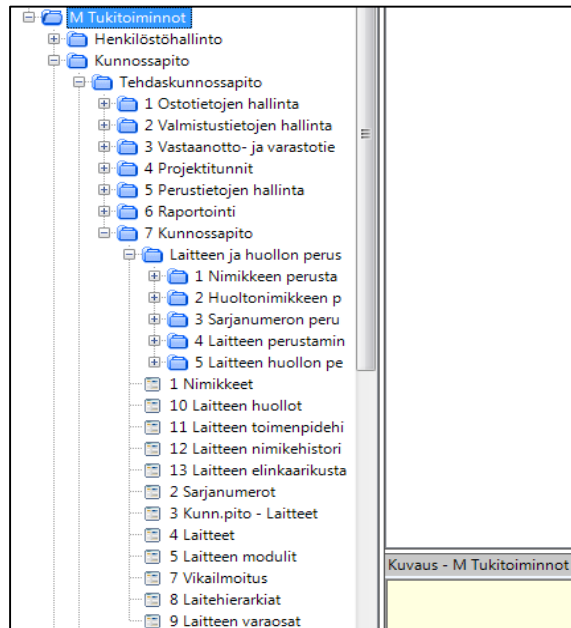 M Tukitoiminnot
Henkilöstöhallinto
Kunnossapito
Tehdaskunnossapito
1 Ostotietojen hallinta
2 Valmistustietojen hallinta
3 Vastaanotto- ja varastotie
4 Projektitunnit
5 Perustietojen hallinta
6 Raportointi
7 Kunnossapito
Laitteen ja huollon perus
1 Nimikkeen perusta
2 Huoltonimikkeen p
3 Sarjanumeron peru
4 Laitteen perustamin
5 Laitteen huollon pe
1 Nimikkeet
10 Laitteen huollot
11 Laitteen toimenpidehi
12 Laitteen nimikehistori
13 Laitteen elinkaarikusta
2 Sarjanumerot
3 Kunn.pito - Laitteet
4 Laitteet
5 Laitteen modulit
7 Vikailmoitus
8 Laitehierarkiat
9 Laitteen varaosat
Kuvaus - M Tukitoiminnot